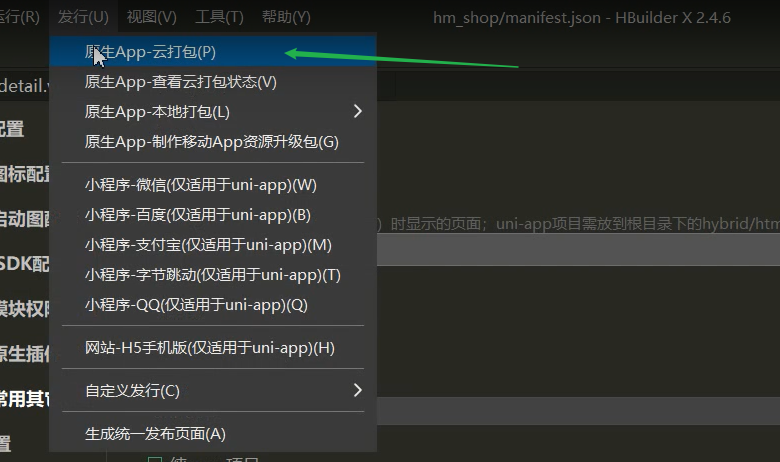 运行(R) 发行(U) 视图(V) 工具(T) 帮助(Y) hm_shop/manifest.json - HBuilder X 2.4.6
原生App-云打包(P)
detail.v
原生App-查看云打包状态(V)
原生App-本地打包(L)
配置
原生App-制作移动App资源升级包(G)
图标配
小程序-微信(仅适用于uni-app)(W)
启动图
小程序-百度(仅适用于uni-app)(B)
）时显示的页面；uni-app项目需放到根目录下的hybrid/htm
小程序-支付宝(仅适用于uni-app)(M)
SDK配
小程序-字节跳动(仅适用于uni-app)(T)
模块权
小程序-QQ(仅适用于uni-app)(Q)
网站-H5手机版(仅适用于uni-app)(H)
原生插
自定义发行(C)
常用其
生成统一发布页面(A)
置